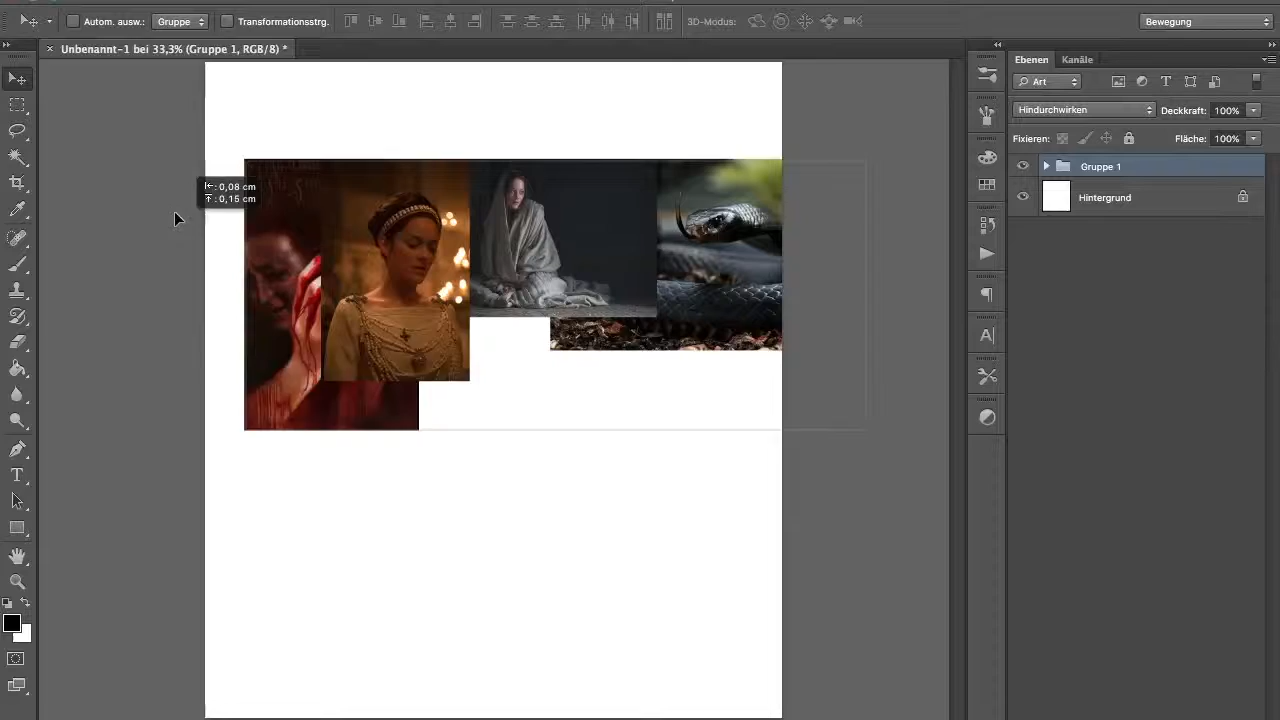 Autom. ausw.: Gruppe Transformationsstrg. 3D-Modus: Bewegung
Unbenannt-1 bei 33,3% (Gruppe 1, RGB/8) *
Ebenen Kanäle
Art
Hindurchwirken Deckkraft: 100%
Fixieren: Fläche: 100%
Gruppe 1
Hintergrund
: 0,08 cm
: 0,15 cm